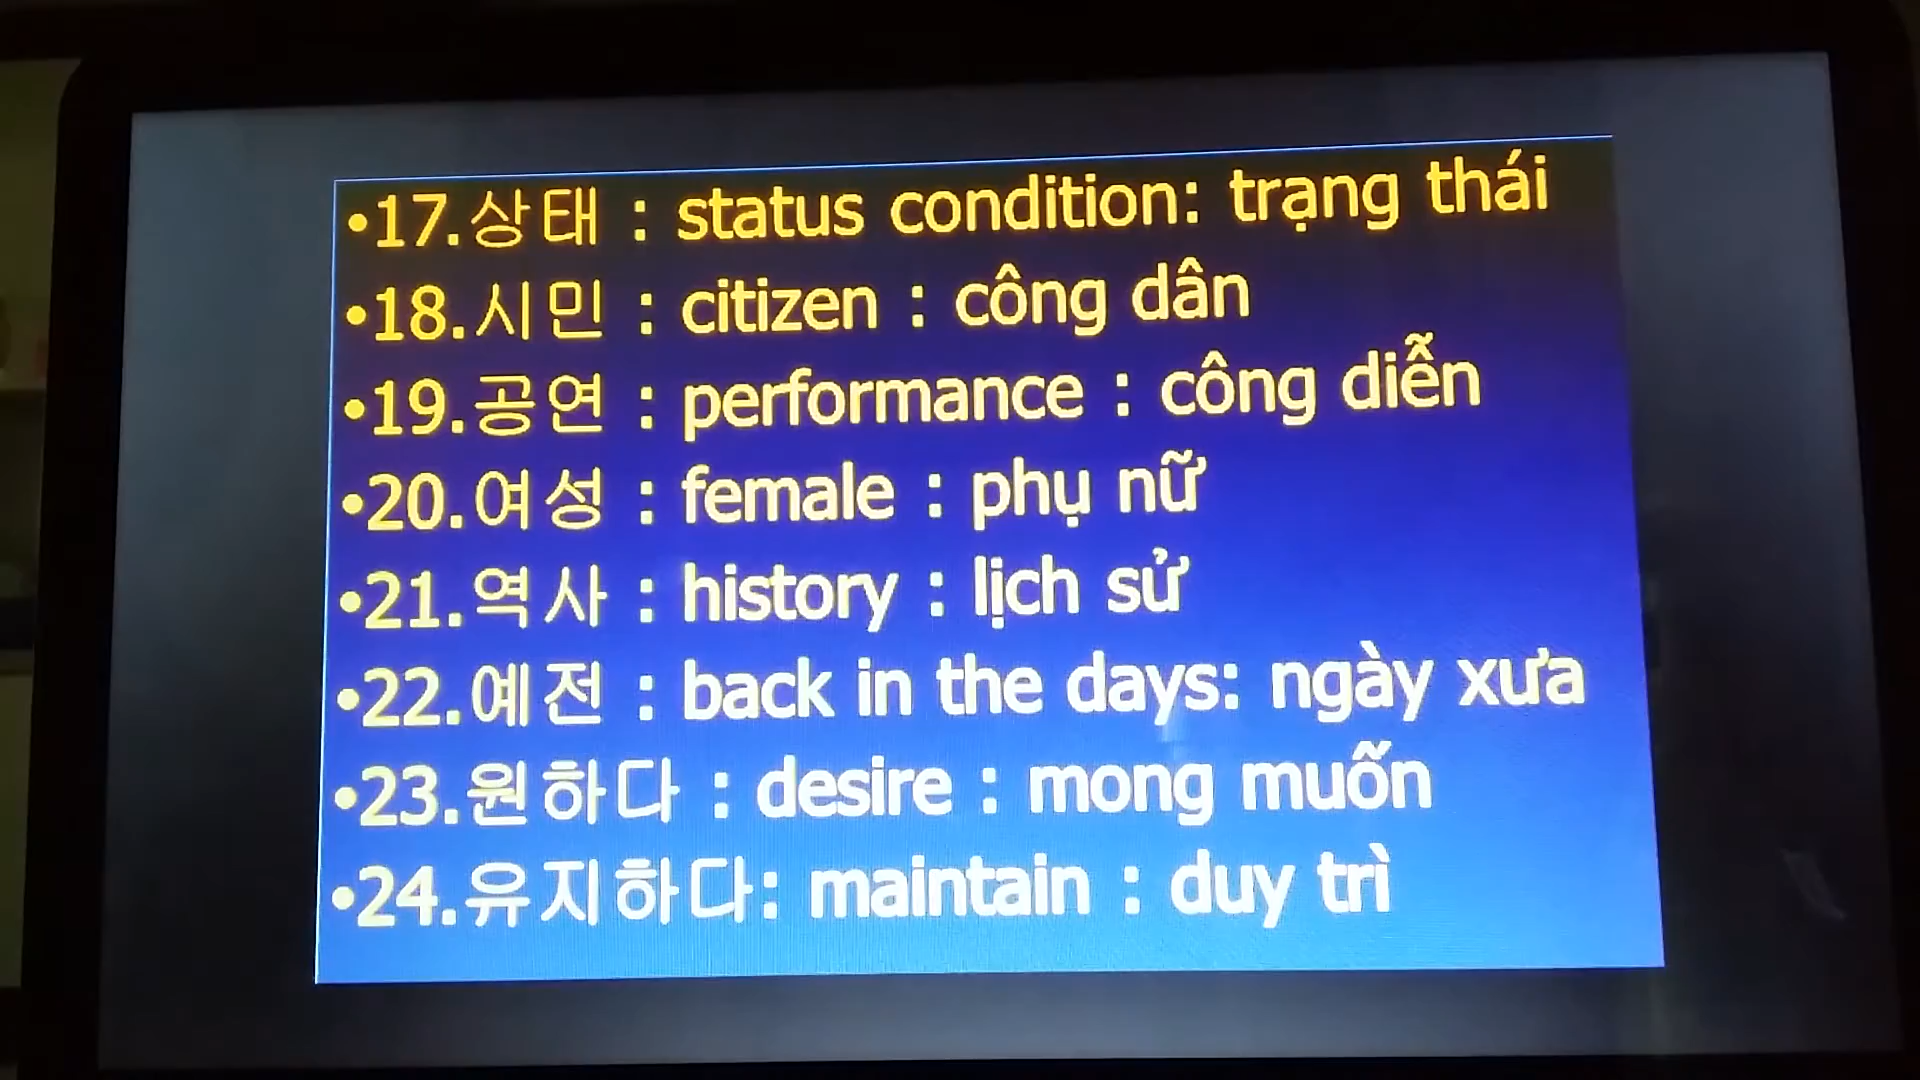 •17.상태 : status condition: trạng thái
•18.시민 : citizen : công dân
•19.공연 : performance : công diễn
•20.여성 : female : phụ nữ
•21.역사 : history : lịch sử
•22.예전 : back in the days: ngày xưa
•23.원하다 : desire : mong muỗn
•24.유지하다: maintain : duy trì